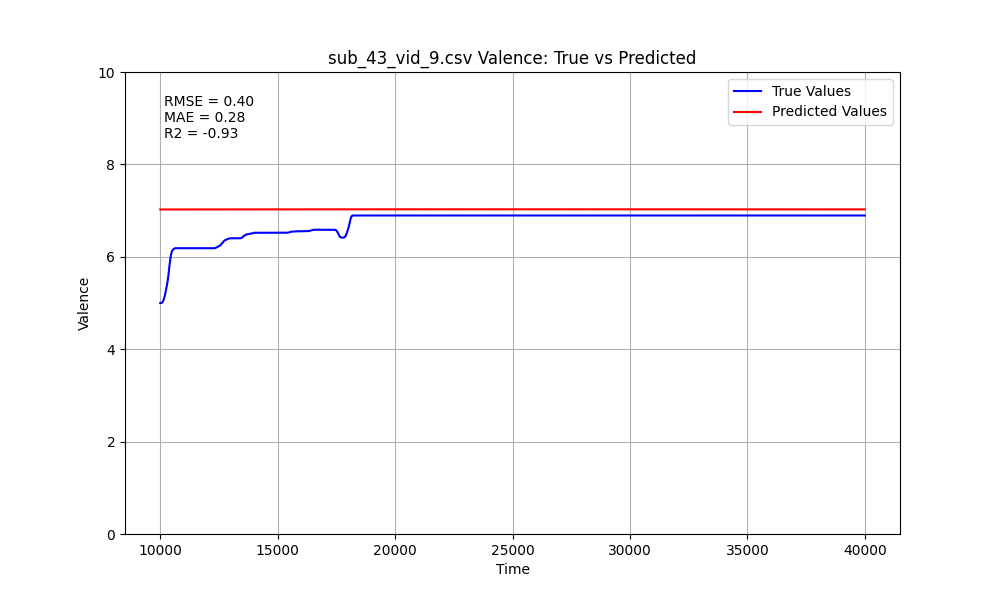 sub_43_vid_9.csv Valence: True vs Predicted
RMSE = 0.40
MAE = 0.28
R2 = -0.93
True Values
Predicted Values
10
8
6
4
2
0
Valence
10000 15000 20000 25000 30000 35000 40000
Time